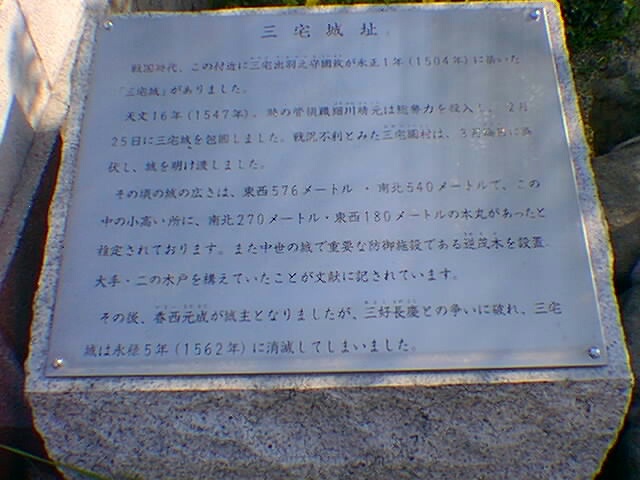 三宅城址
戦国時代、この付近に三宅出羽之守國政が永正1年(1504年)に築いた
「三宅城」がありました。
天文16年(1547年)、時の管領職細川晴元は総勢力を投入し、2月
25日に三宅城を包囲しました。戦況不利とみた三宅國村は、3月 日に降
伏し、城を明け渡しました。
その頃の城の広さは、東西576メートル・南北540メートルで、この
中の小高い所に、南北270メートル・東西180メートルの本丸があったと
推定されております。また中世の城で重要な防御施設である逆茂木を設置、
大手・二の木戸を構えていたことが文献に記されています。
その後、香西元成が城主となりましたが、三好長慶との争いに破れ、三宅
城は永禄5年(1562年)に消滅してしまいました。